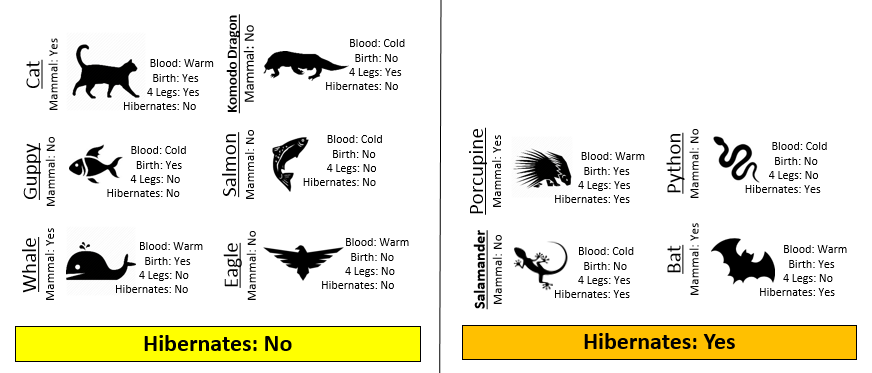 Cat
Mammal: Yes
Blood: Warm
Birth: Yes
4 Legs: Yes
Hibernates: No
Komodo Dragon
Mammal: No
Blood: Cold
Birth: No
4 Legs: Yes
Hibernates: No
Guppy
Mammal: No
Blood: Cold
Birth: Yes
4 Legs: No
Hibernates: No
Salmon
Mammal: No
Blood: Cold
Birth: No
4 Legs: No
Hibernates: No
Whale
Mammal: Yes
Blood: Warm
Birth: Yes
4 Legs: No
Hibernates: No
Eagle
Mammal: No
Blood: Warm
Birth: No
4 Legs: No
Hibernates: No
Hibernates: No
Porcupine
Mammal: Yes
Blood: Warm
Birth: Yes
4 Legs: Yes
Hibernates: Yes
Python
Mammal: No
Blood: Cold
Birth: No
4 Legs: No
Hibernates: Yes
Salamander
Mammal: No
Blood: Cold
Birth: No
4 Legs: Yes
Hibernates: Yes
Bat
Mammal: Yes
Blood: Warm
Birth: Yes
4 Legs: No
Hibernates: Yes
Hibernates: Yes